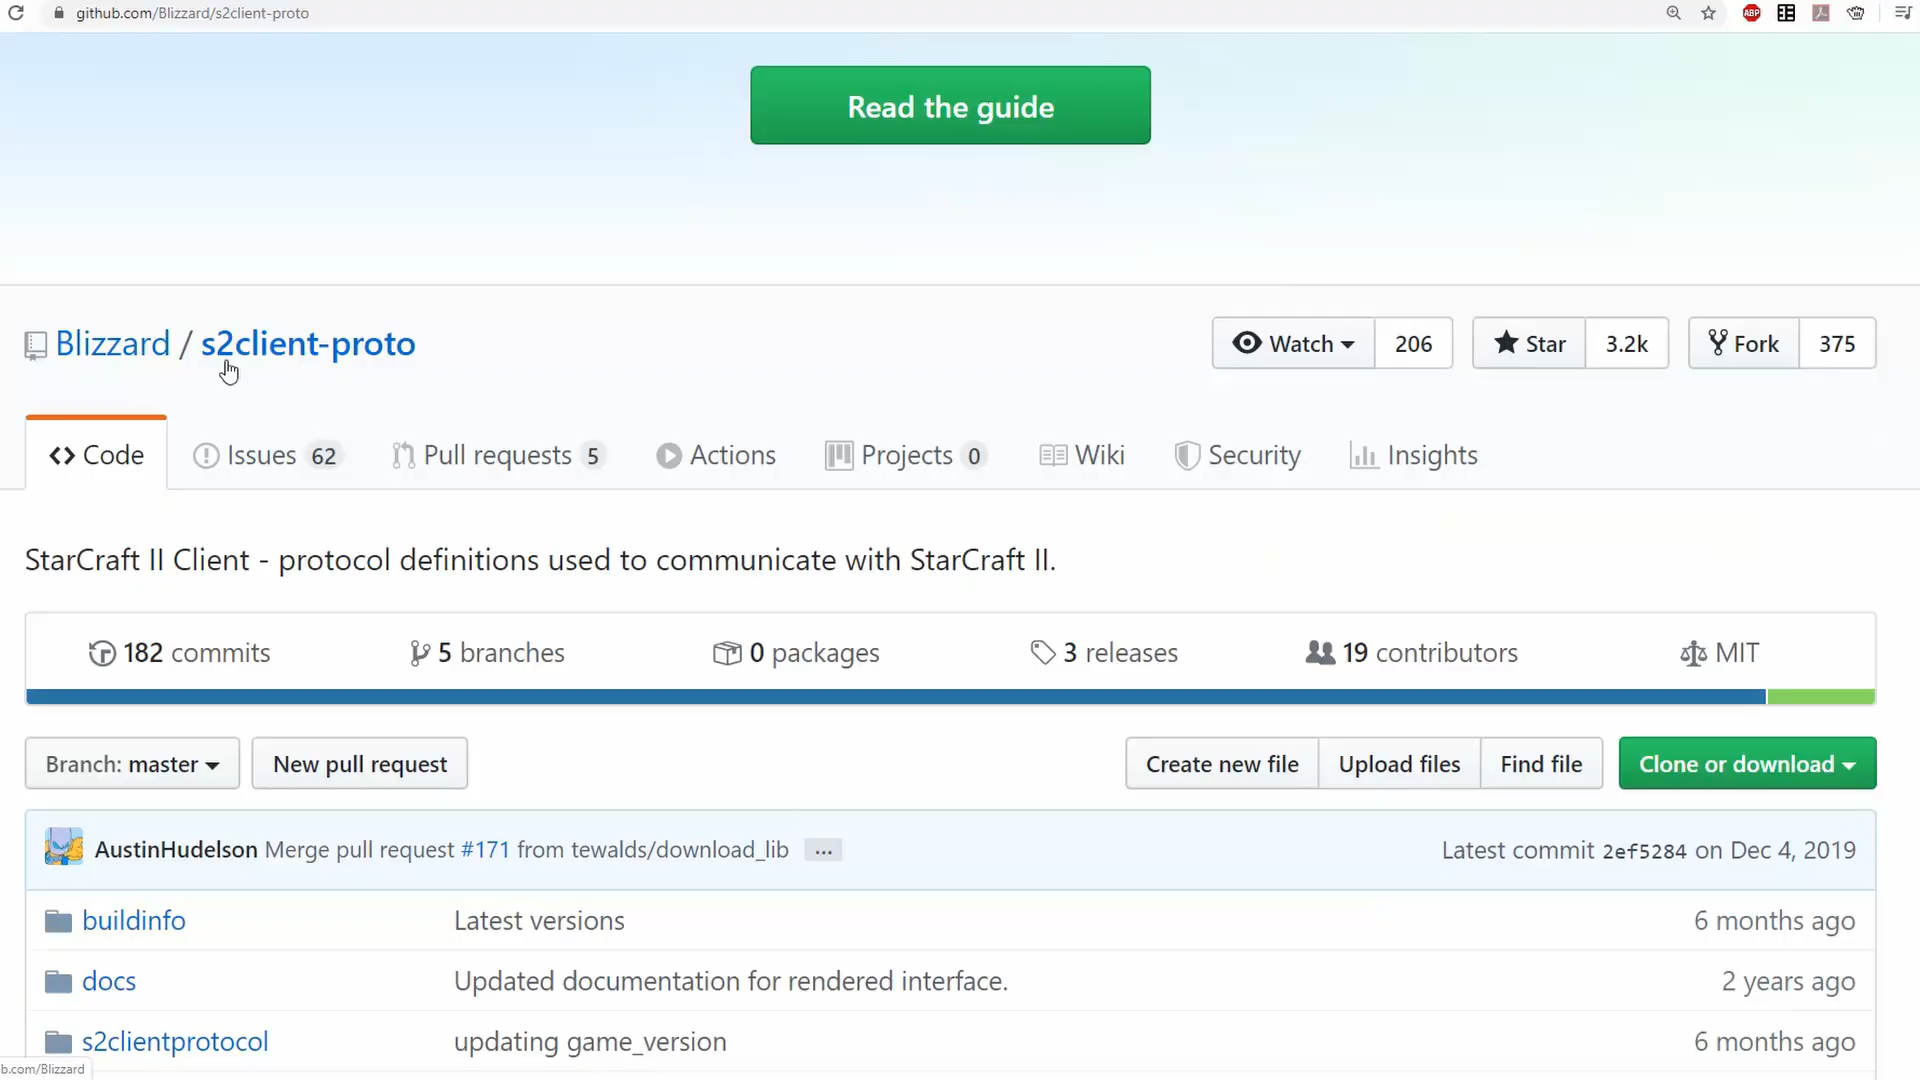 github.com/Blizzard/s2client-proto
ABP
Read the guide
Blizzard / s2client-proto
Watch 206 Star 3.2k Fork 375
Code Issues 62 Pull requests 5 Actions Projects 0 Wiki Security Insights
StarCraft II Client - protocol definitions used to communicate with StarCraft II.
182 commits 5 branches 0 packages 3 releases 19 contributors MIT
Branch: master New pull request Create new file Upload files Find file Clone or download
AustinHudelson Merge pull request #171 from tewalds/download_lib ... Latest commit 2ef5284 on Dec 4, 2019
buildinfo Latest versions 6 months ago
docs Updated documentation for rendered interface. 2 years ago
s2clientprotocol updating game_version 6 months ago
b.com/Blizzard